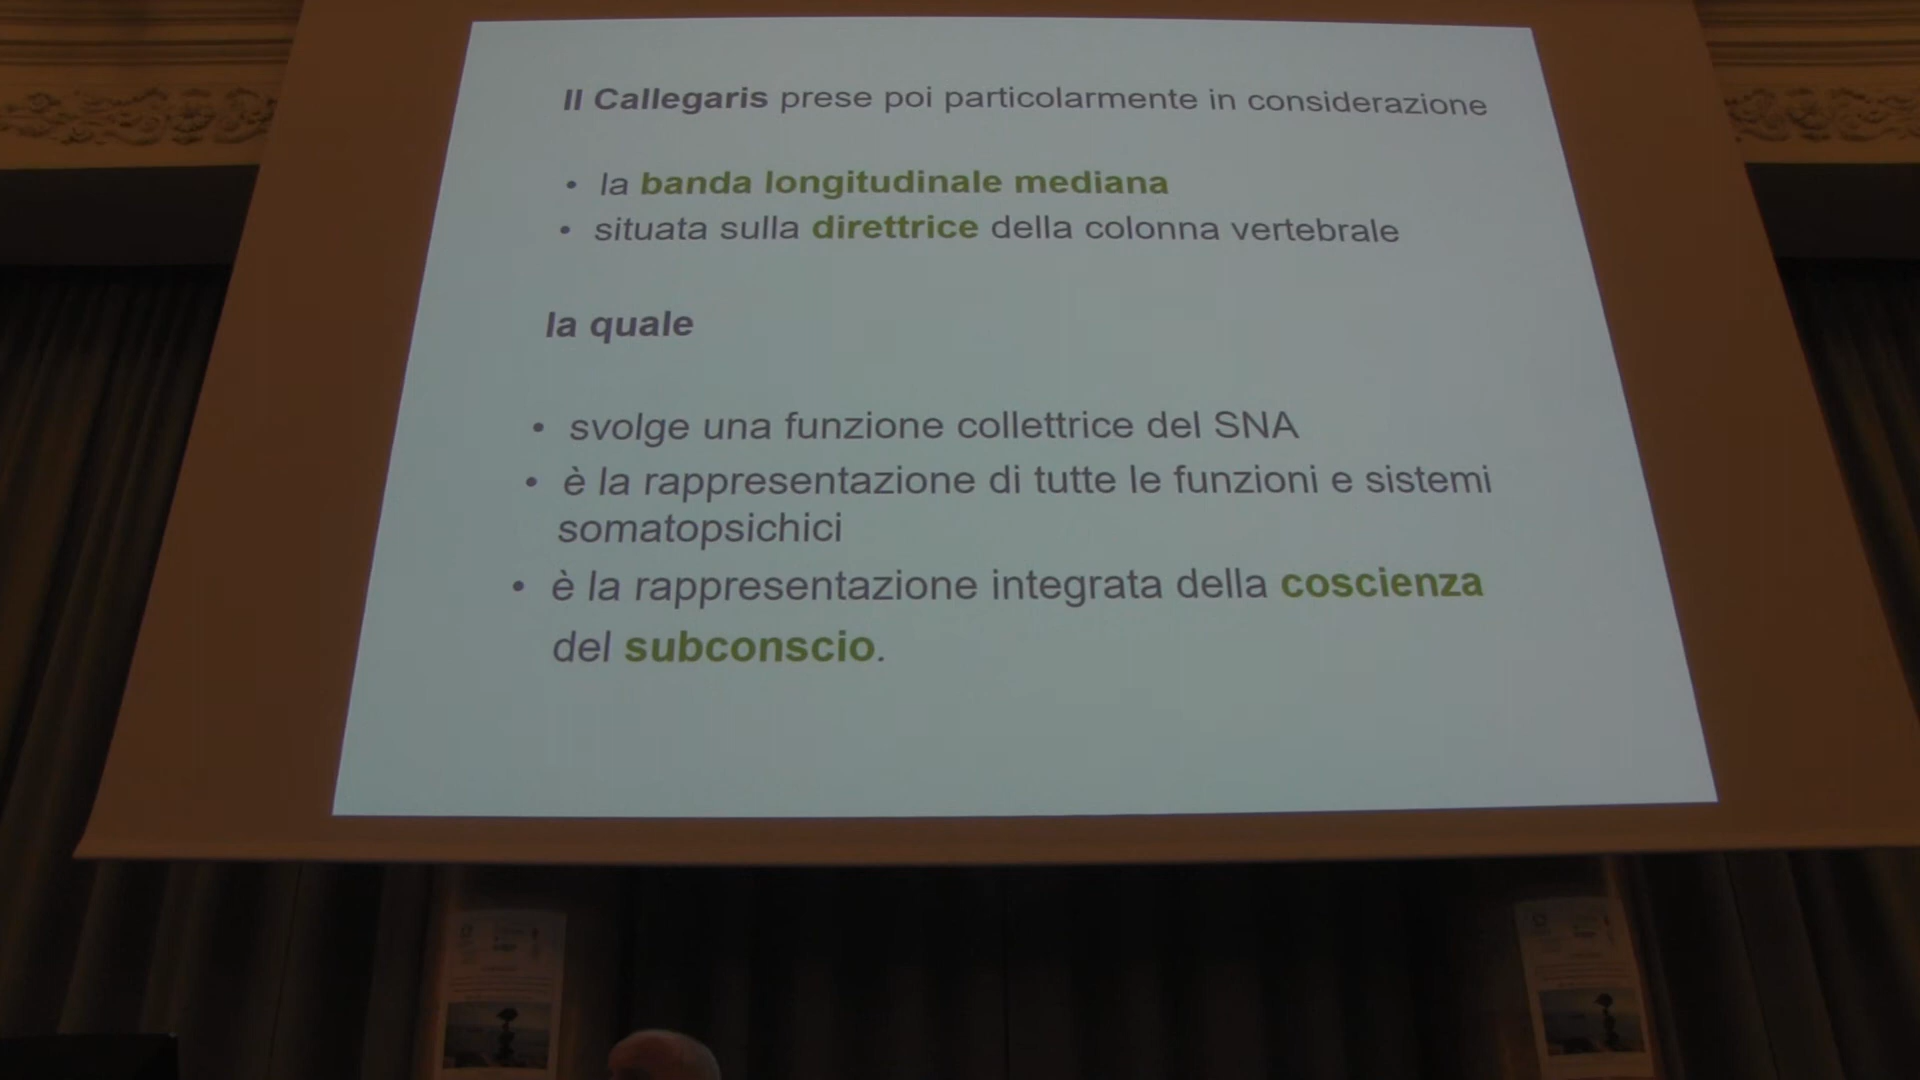 Il Callegaris prese poi particolarmente in considerazione
• la banda longitudinale mediana
• situata sulla direttrice della colonna vertebrale
la quale
• svolge una funzione collettrice del SNA
• è la rappresentazione di tutte le funzioni e sistemi
somatopsichici
• è la rappresentazione integrata della coscienza
del subconscio.